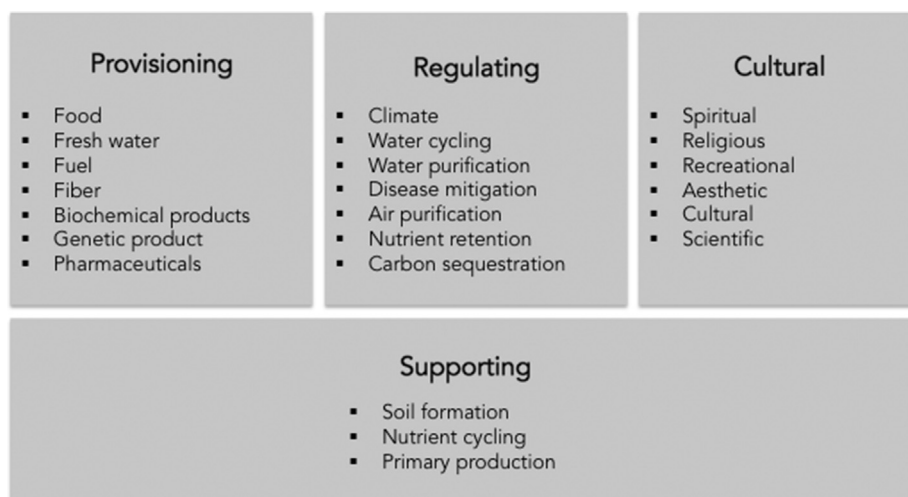 Provisioning
▪ Food
▪ Fresh water
▪ Fuel
▪ Fiber
▪ Biochemical products
▪ Genetic product
▪ Pharmaceuticals
Regulating
▪ Climate
▪ Water cycling
▪ Water purification
▪ Disease mitigation
▪ Air purification
▪ Nutrient retention
▪ Carbon sequestration
Cultural
▪ Spiritual
▪ Religious
▪ Recreational
▪ Aesthetic
▪ Cultural
▪ Scientific
Supporting
▪ Soil formation
▪ Nutrient cycling
▪ Primary production